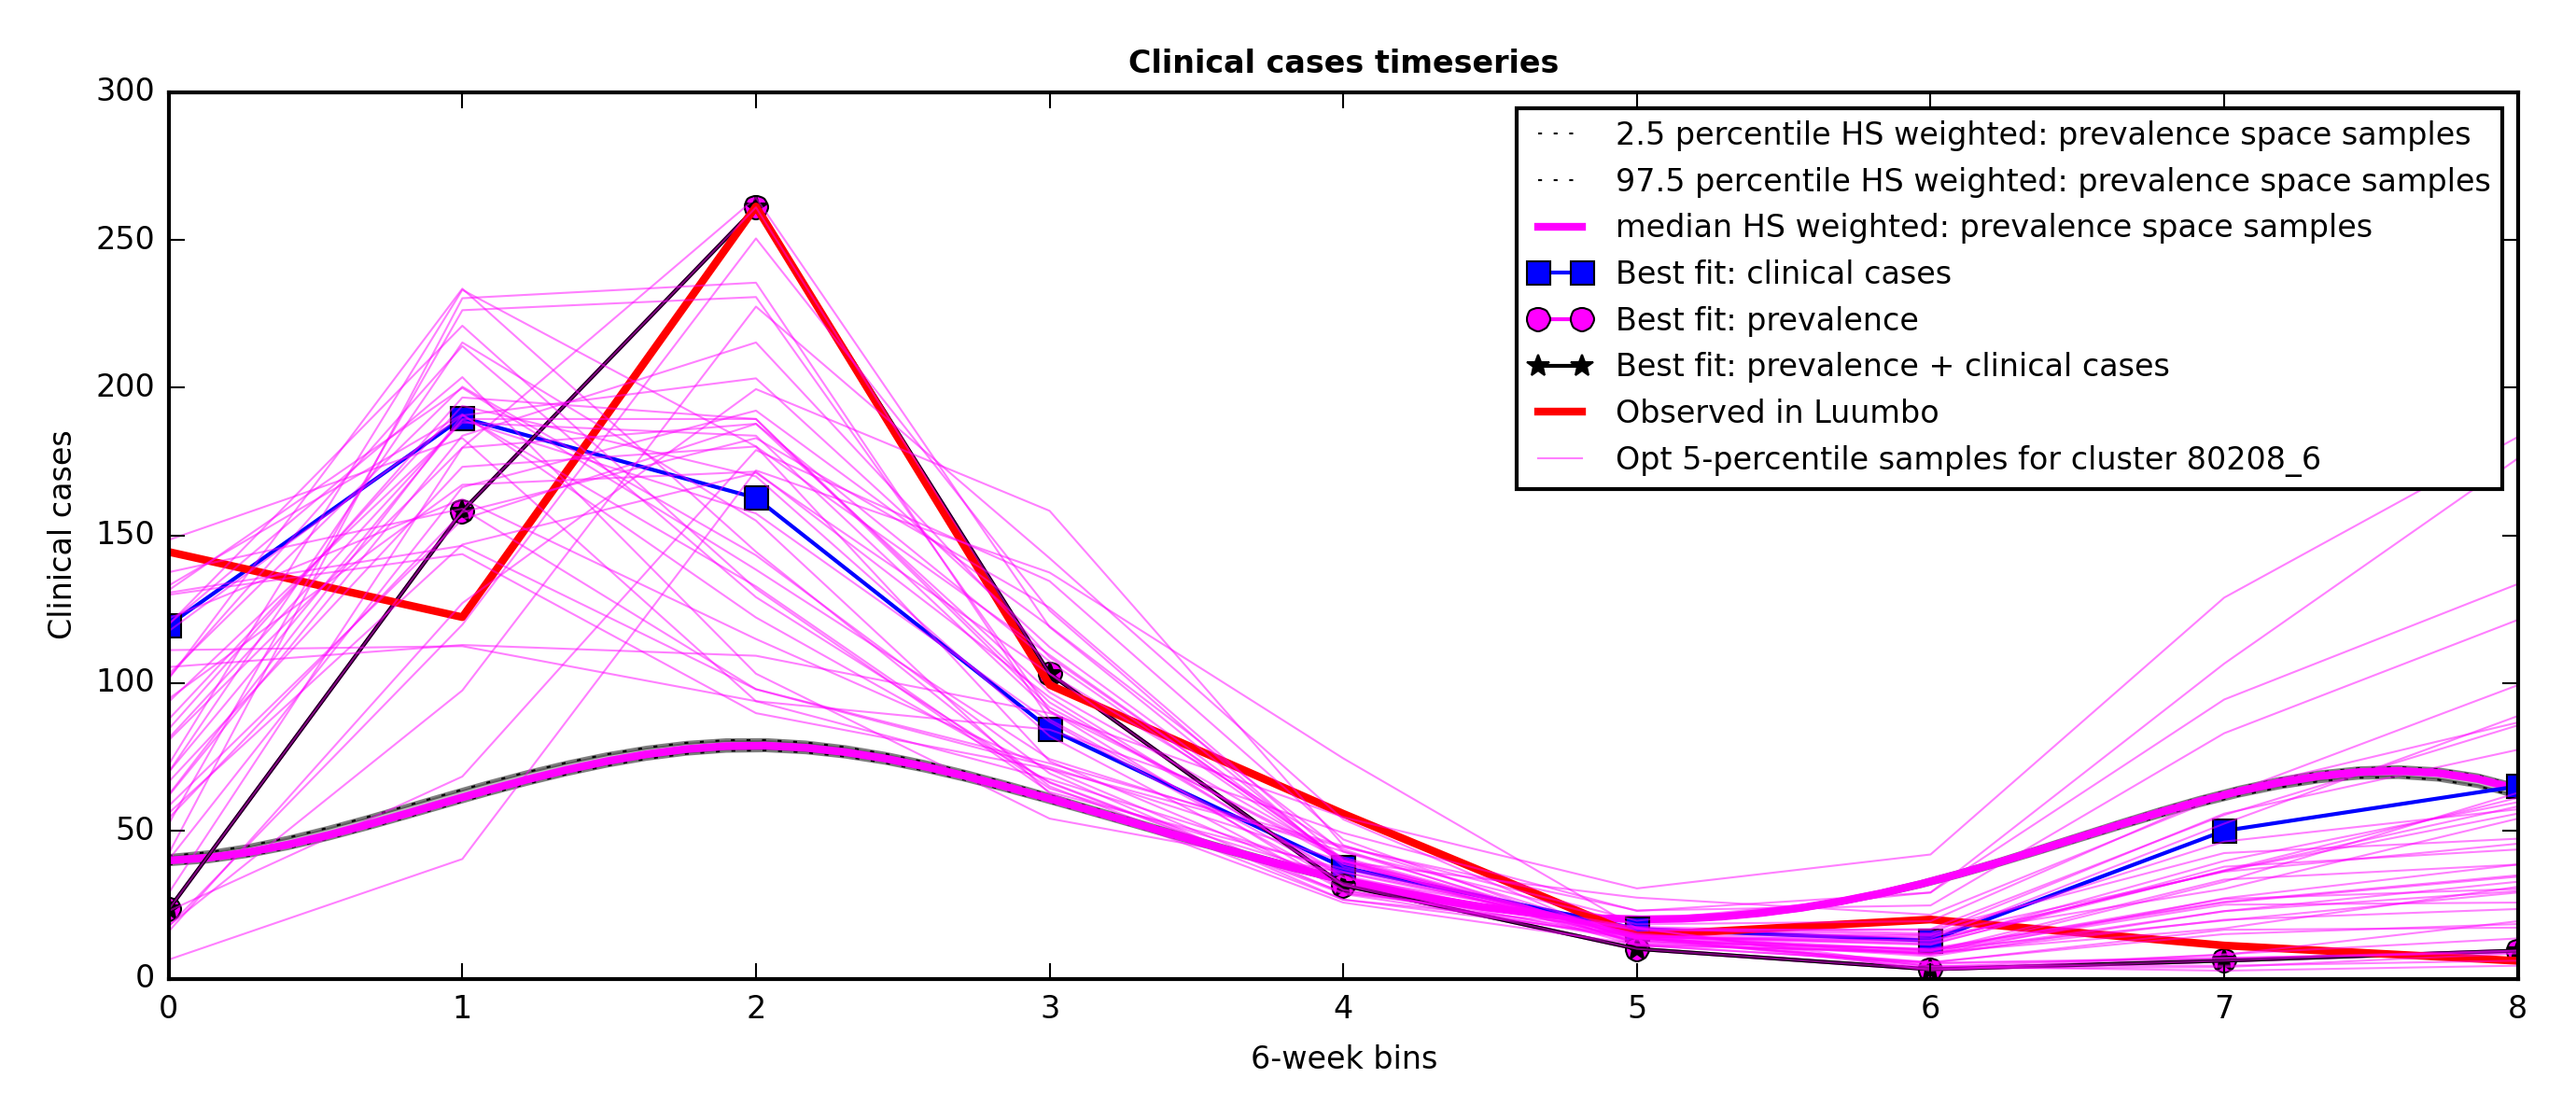 Clinical cases timeseries
300
250
200
150
100
50
0
Clinical cases
2.5 percentile HS weighted: prevalence space samples
97.5 percentile HS weighted: prevalence space samples
median HS weighted: prevalence space samples
Best fit: clinical cases
Best fit: prevalence
Best fit: prevalence + clinical cases
Observed in Luumbo
Opt 5-percentile samples for cluster 80208_6
0 1 2 3 4 5 6 7 8
6-week bins